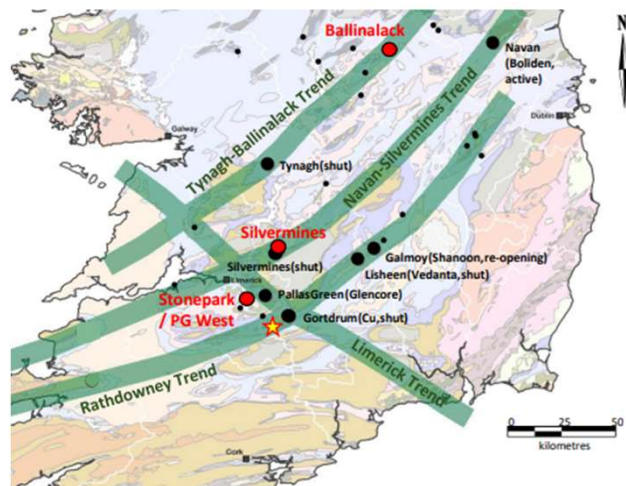 Ballinalack
N
Navan
(Boliden,
active)
Dublin
Tynagh-Ballinalack Trend
Navan-Silvermines Trend
Galway
Tynagh(shut)
Silvermines
Silvermines(shut)
Galmoy(Shanoon,re-opening)
Lisheen(Vedanta,shut)
Limerick
Stonepark
/ PG West
PallasGreen(Glencore)
Gortdrum(Cu,shut)
Rathdowney Trend
Limerick Trend
Cork
0 25 50
kilometres